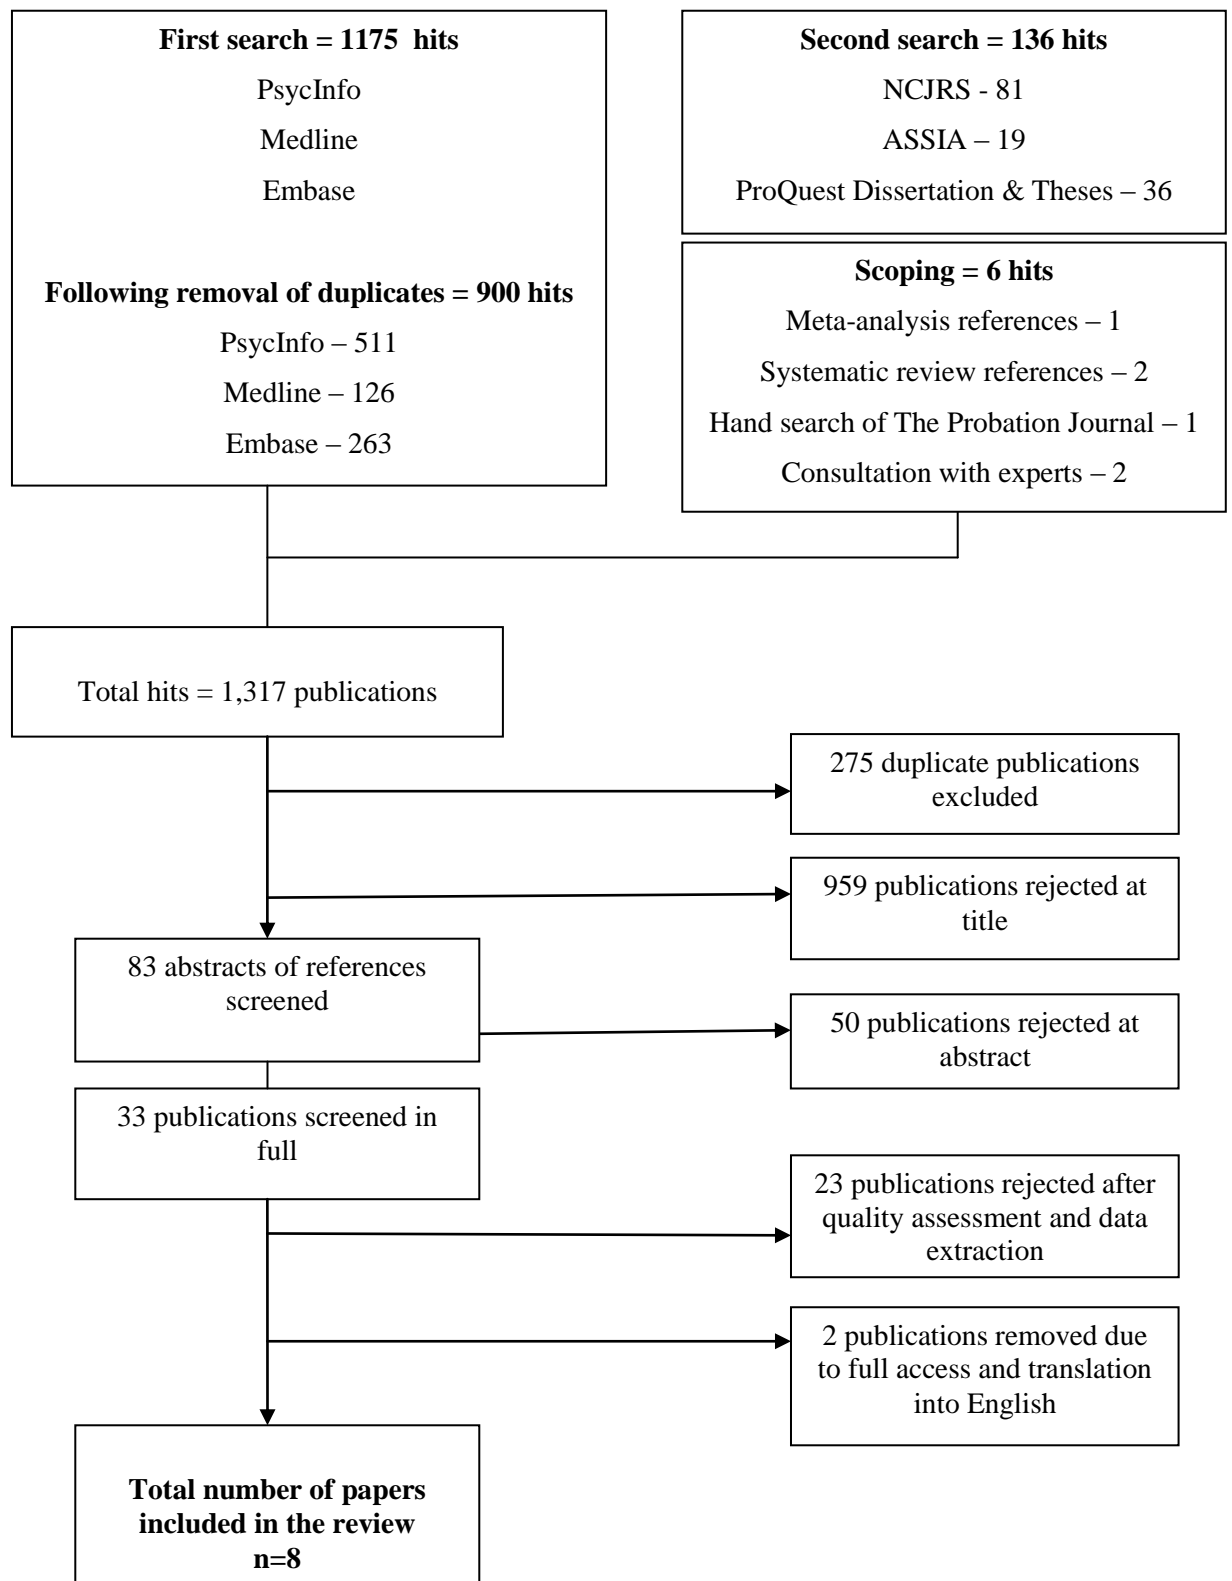 First search = 1175 hits
PsycInfo
Medline
Embase
Following removal of duplicates = 900 hits
PsycInfo – 511
Medline – 126
Embase – 263
Second search = 136 hits
NCJRS - 81
ASSIA – 19
ProQuest Dissertation & Theses – 36
Scoping = 6 hits
Meta-analysis references – 1
Systematic review references – 2
Hand search of The Probation Journal – 1
Consultation with experts – 2
Total hits = 1,317 publications
275 duplicate publications
excluded
959 publications rejected at
title
83 abstracts of references
screened
50 publications rejected at
abstract
33 publications screened in
full
23 publications rejected after
quality assessment and data
extraction
2 publications removed due
to full access and translation
into English
Total number of papers
included in the review
n=8